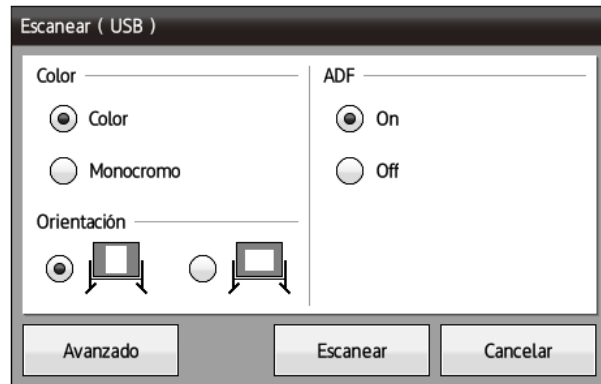 Escanear ( USB )
Color
Color
Monocromo
Orientación
ADF
On
Off
Avanzado
Escanear
Cancelar